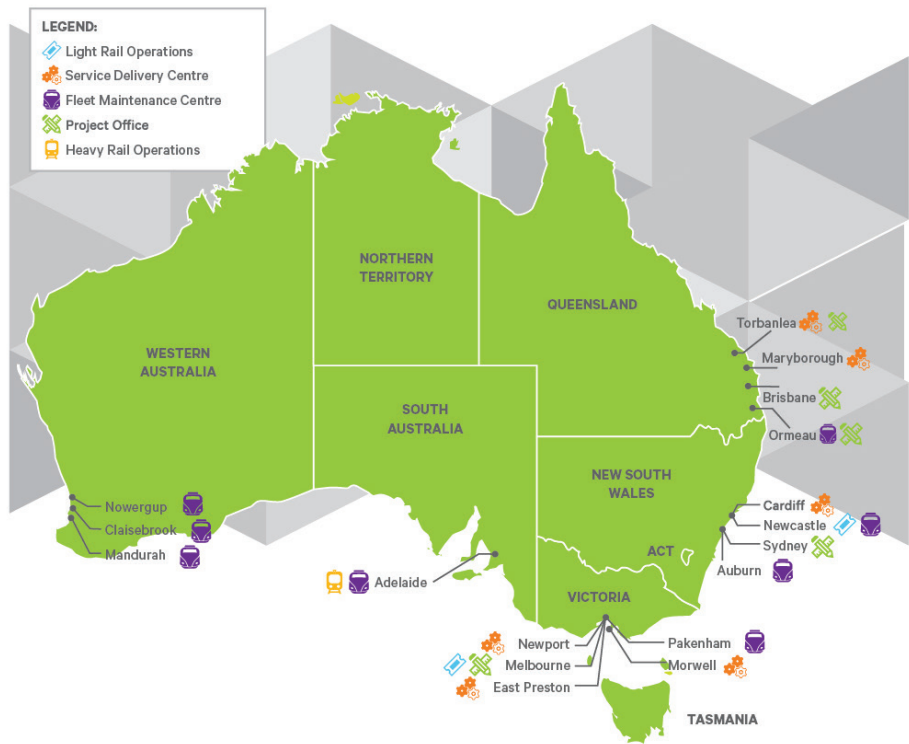 LEGEND:
Light Rail Operations
Service Delivery Centre
Fleet Maintenance Centre
Project Office
Heavy Rail Operations
NORTHERN
TERRITORY
QUEENSLAND
WESTERN
AUSTRALIA
SOUTH
AUSTRALIA
NEW SOUTH
WALES
ACT
VICTORIA
TASMANIA
Torbanlea
Maryborough
Brisbane
Ormeau
Cardiff
Newcastle
Sydney
Auburn
Nowergup
Claisebrook
Mandurah
Adelaide
Newport
Melbourne
East Preston
Pakenham
Morwell